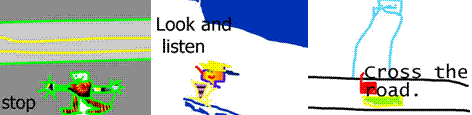 stop
Look and
listen
Cross the
road.